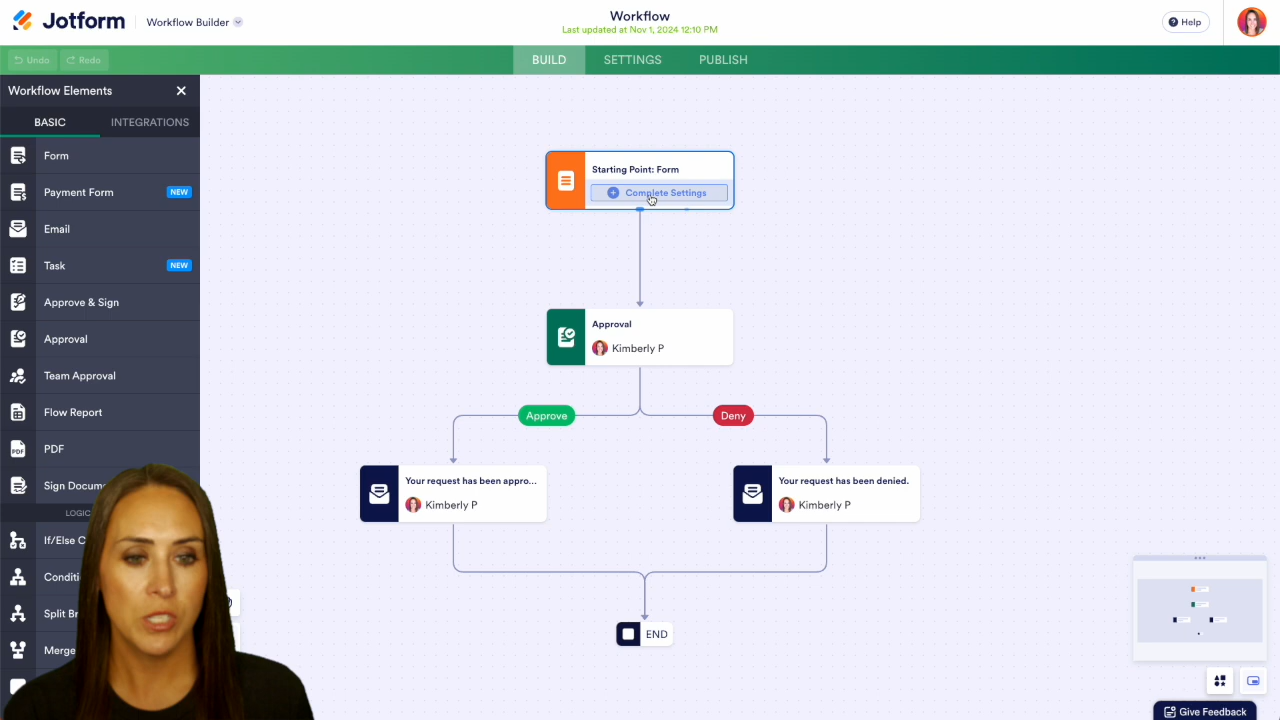 Jotform
Workflow Builder
Workflow
Last updated at Nov 1, 2024 12:10 PM
Help
Undo
Redo
BUILD
SETTINGS
PUBLISH
Workflow Elements
BASIC
INTEGRATIONS
Form
Payment Form
NEW
Email
Task
NEW
Approve & Sign
Approval
Team Approval
Flow Report
PDF
PDF
Sign Docum
LOGIC
If/Else C
Conditi
Split Br
Merge
Starting Point: Form
Complete Settings
Approval
Kimberly P
Approve
Deny
Your request has been appro...
Kimberly P
Your request has been denied.
Kimberly P
END
Give Feedback